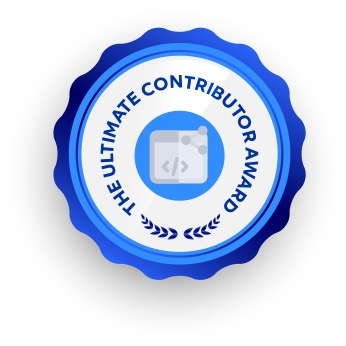 THE ULTIMATE CONTRIBUTOR AWARD
</>